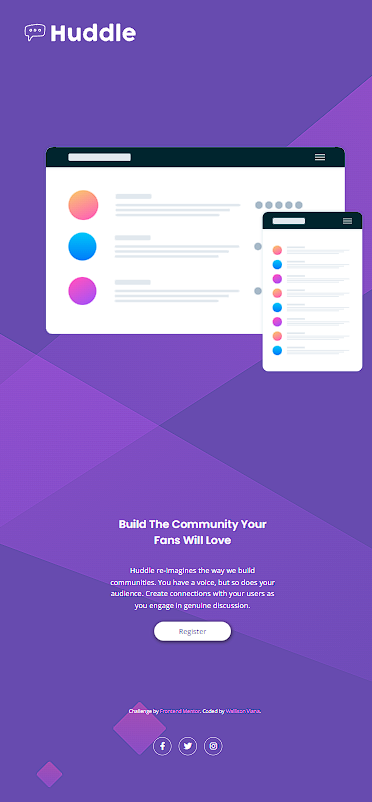 Huddle
Build The Community Your
Fans Will Love
Huddle re-imagines the way we build
communities. You have a voice, but so does your
audience. Create connections with your users as
you engage in genuine discussion.
Register
Challenge by Frontend Mentor. Coded by Wallison Viana.